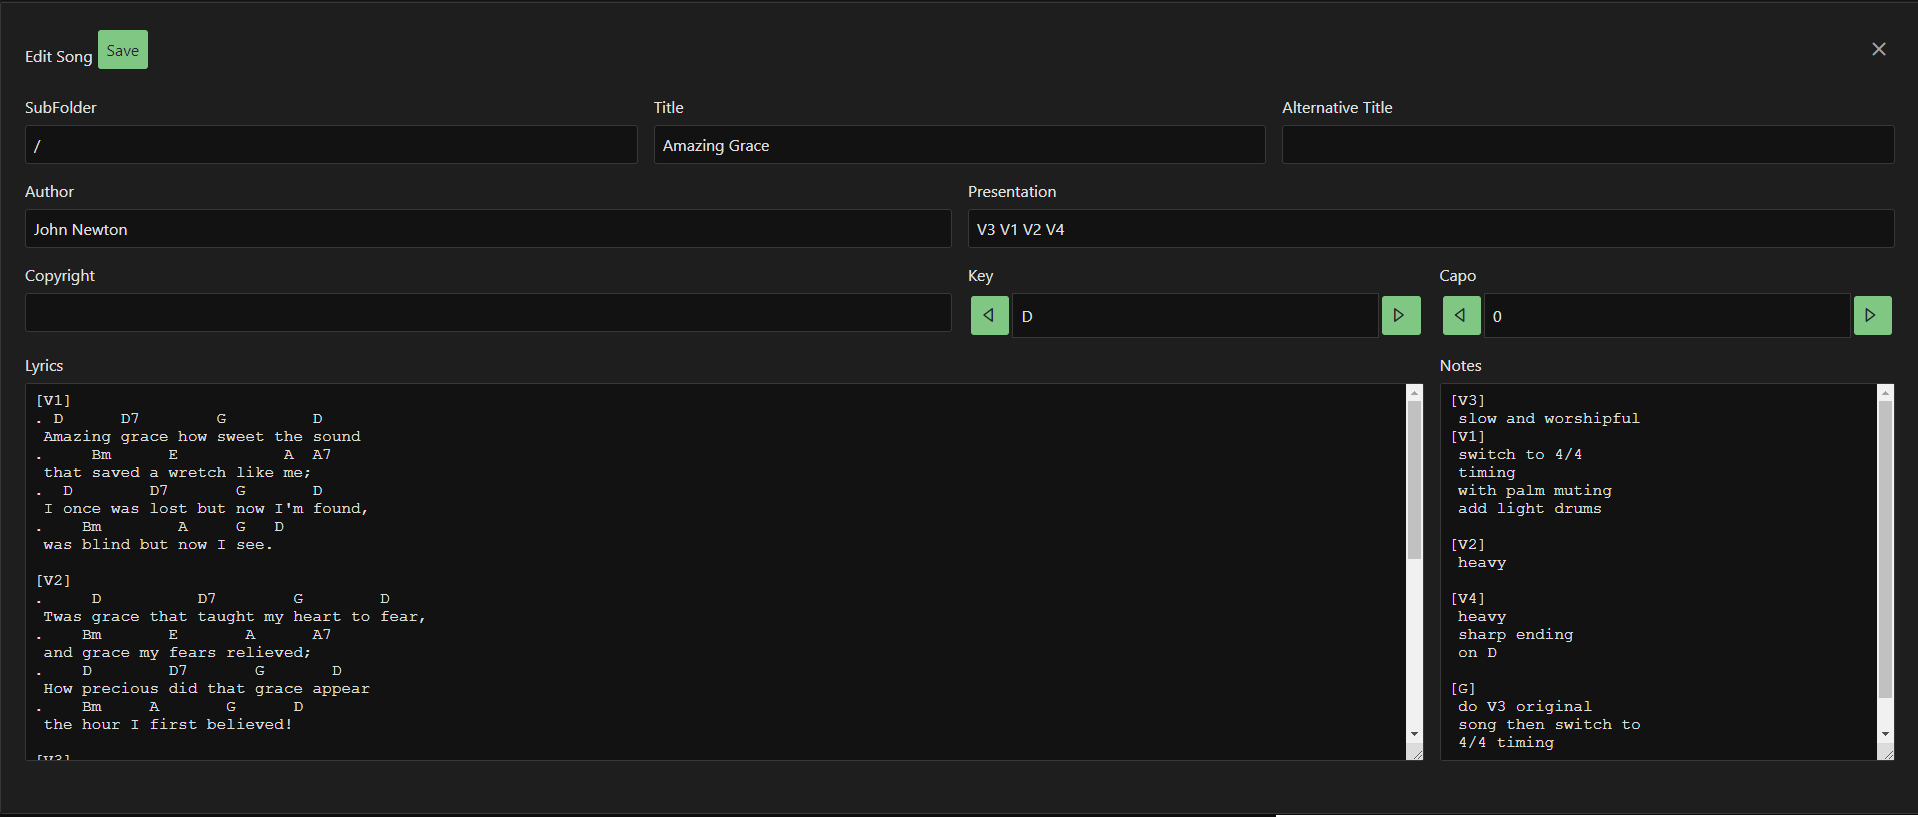 Edit Song Save
SubFolder Title Alternative Title
/ Amazing Grace
Author Presentation
John Newton V3 V1 V2 V4
Copyright Key Capo
D 0
Lyrics
[V1]
.  D      D7        G         D
 Amazing grace how sweet the sound
.     Bm      E           A  A7
 that saved a wretch like me;
.  D        D7       G       D
 I once was lost but now I'm found,
.    Bm        A     G   D
 was blind but now I see.
[V2]
.     D          D7        G        D
 Twas grace that taught my heart to fear,
.    Bm       E       A      A7
 and grace my fears relieved;
.    D        D7       G       D
 How precious did that grace appear
.    Bm     A       G      D
 the hour I first believed!
[V3]
Notes
[V3]
 slow and worshipful
[V1]
 switch to 4/4
 timing
 with palm muting
 add light drums
[V2]
 heavy
[V4]
 heavy
 sharp ending
 on D
[G]
 do V3 original
 song then switch to
 4/4 timing